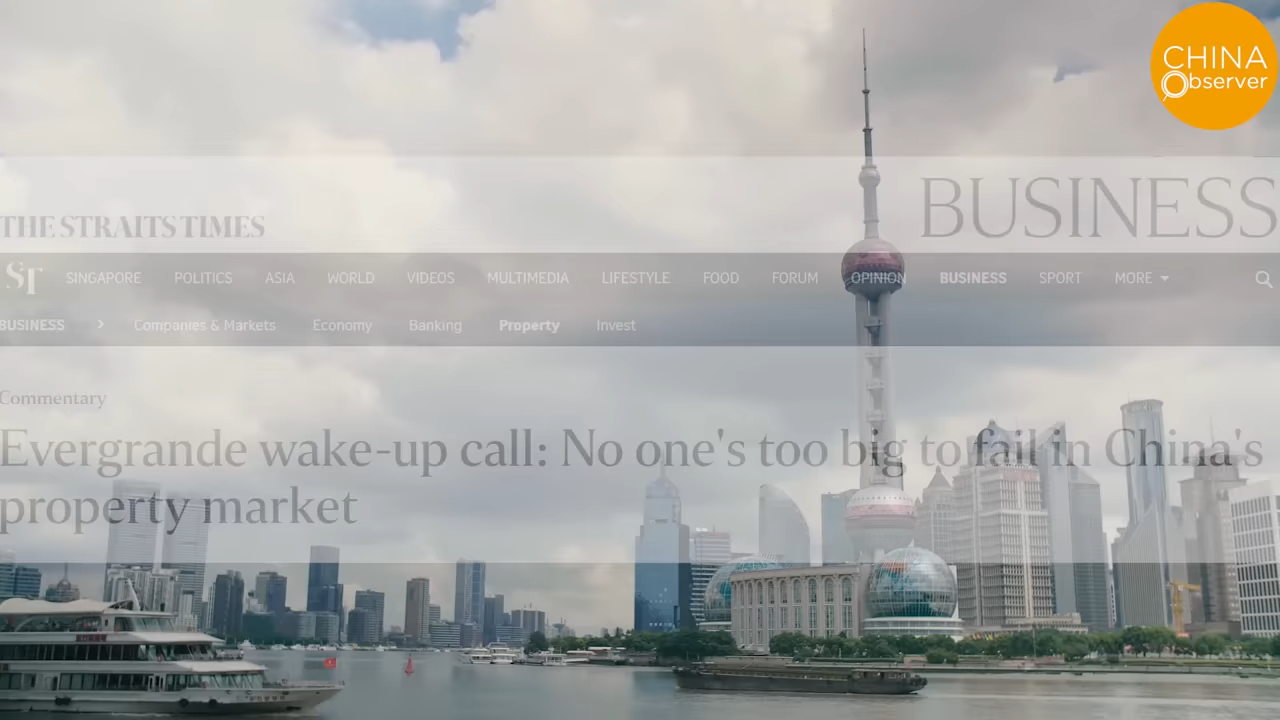 CHINA
Observer
THE STRAITS TIMES
BUSINESS
ST SINGAPORE POLITICS ASIA WORLD VIDEOS MULTIMEDIA LIFESTYLE FOOD FORUM OPINION BUSINESS SPORT MORE
BUSINESS > Companies & Markets Economy Banking Property Invest
Commentary
Evergrande wake-up call: No one's too big to fail in China's
property market